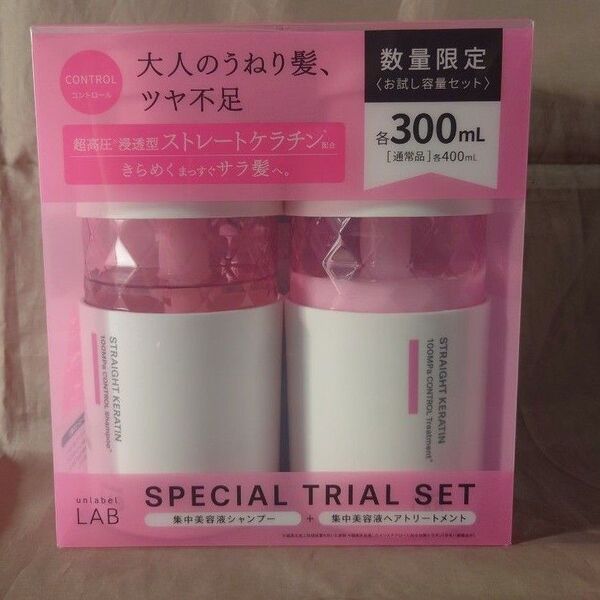 CONTROL
コントロール
大人のうねり髪、
ツヤ不足
超高圧*浸透型ストレートケラチン*配合
きらめくまっすぐサラ髪へ。
数量限定
〈お試し容量セット〉
各300mL
[通常品]各400mL
STRAIGHT KERATIN
100MPa CONTROL Shampoo*
STRAIGHT KERATIN
100MPa CONTROL Treatment*
unlabel
LAB
SPECIAL TRIAL SET
集中美容液シャンプー + 集中美容液ヘアトリートメント